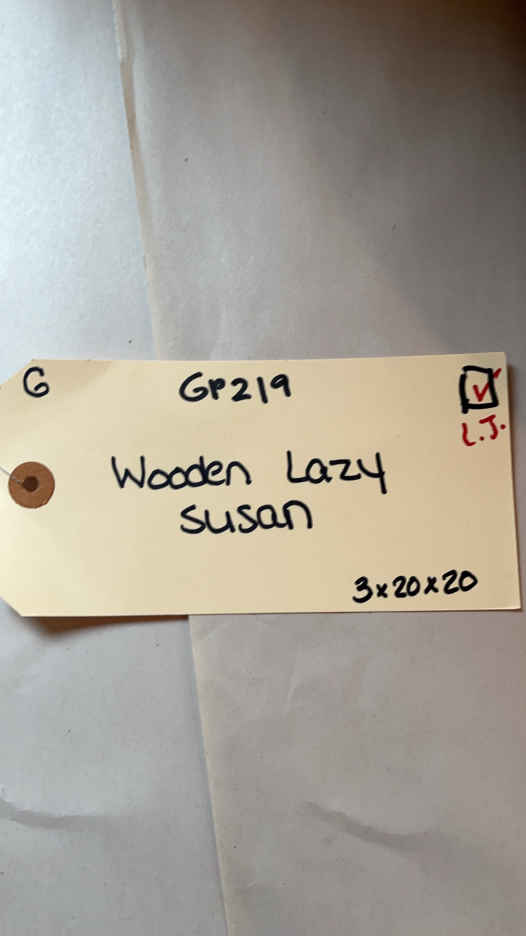 G
GP219
L.J.
Wooden Lazy
Susan
3x20x20